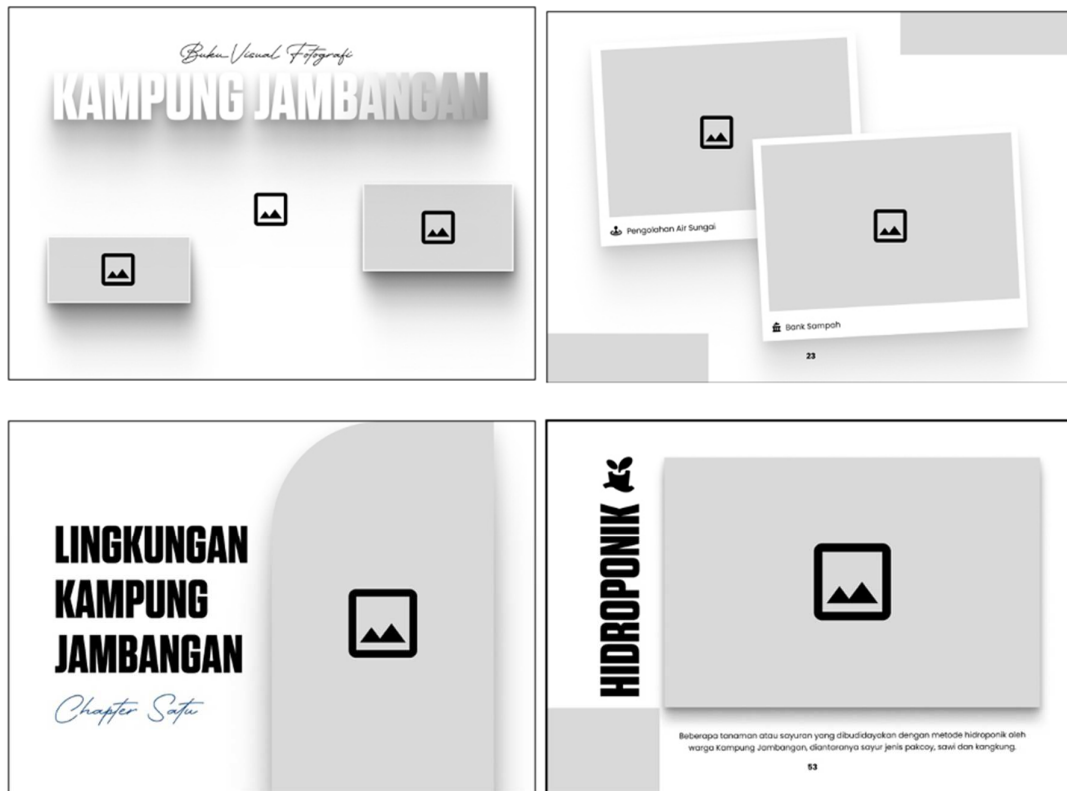 Buku Visual Fotografi
KAMPUNG JAMBANGAN
Pengolahan Air Sungai
Bank Sampah
23
LINGKUNGAN
KAMPUNG
JAMBANGAN
Chapter Satu
HIDROPONIK
Beberapa tanaman atau sayuran yang dibudidayakan dengan metode hidroponik oleh
warga Kampung Jambangan, diantaranya sayur jenis pakcoy, sawi dan kangkung.
53